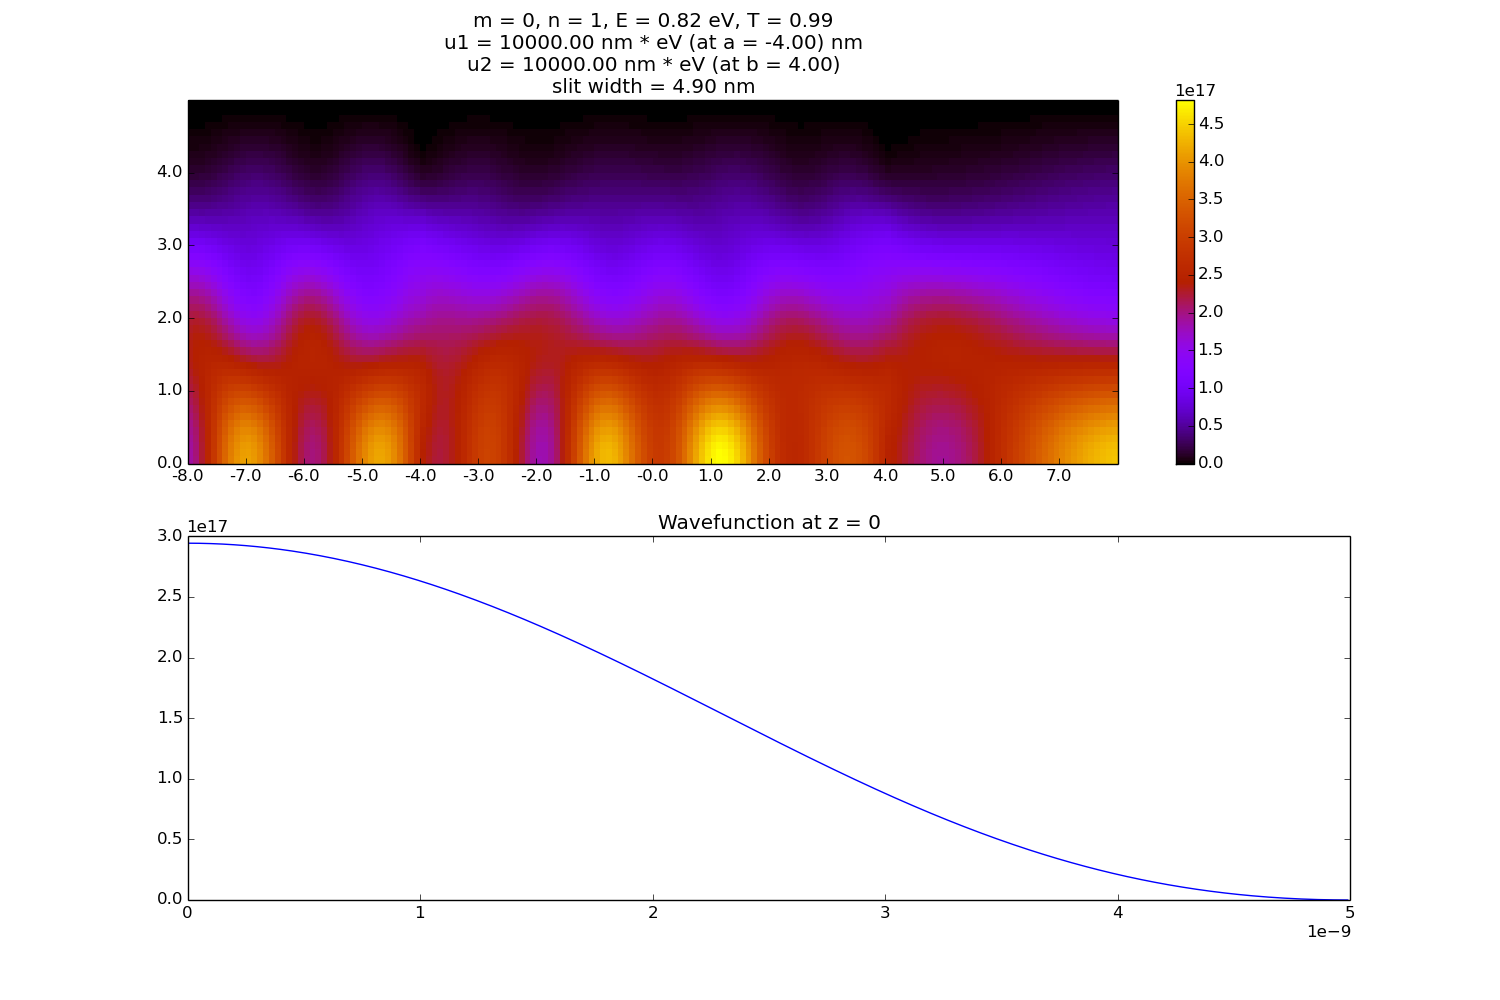 m = 0, n = 1, E = 0.82 eV, T = 0.99
u1 = 10000.00 nm * eV (at a = -4.00) nm
u2 = 10000.00 nm * eV (at b = 4.00)
slit width = 4.90 nm
1e17
4.5
4.0
3.5
3.0
2.5
2.0
1.5
1.0
0.5
0.0
4.0
3.0
2.0
1.0
0.0
-8.0 -7.0 -6.0 -5.0 -4.0 -3.0 -2.0 -1.0 -0.0 1.0 2.0 3.0 4.0 5.0 6.0 7.0
Wavefunction at z = 0
1e17
3.0
2.5
2.0
1.5
1.0
0.5
0.0
0 1 2 3 4 5
1e−9